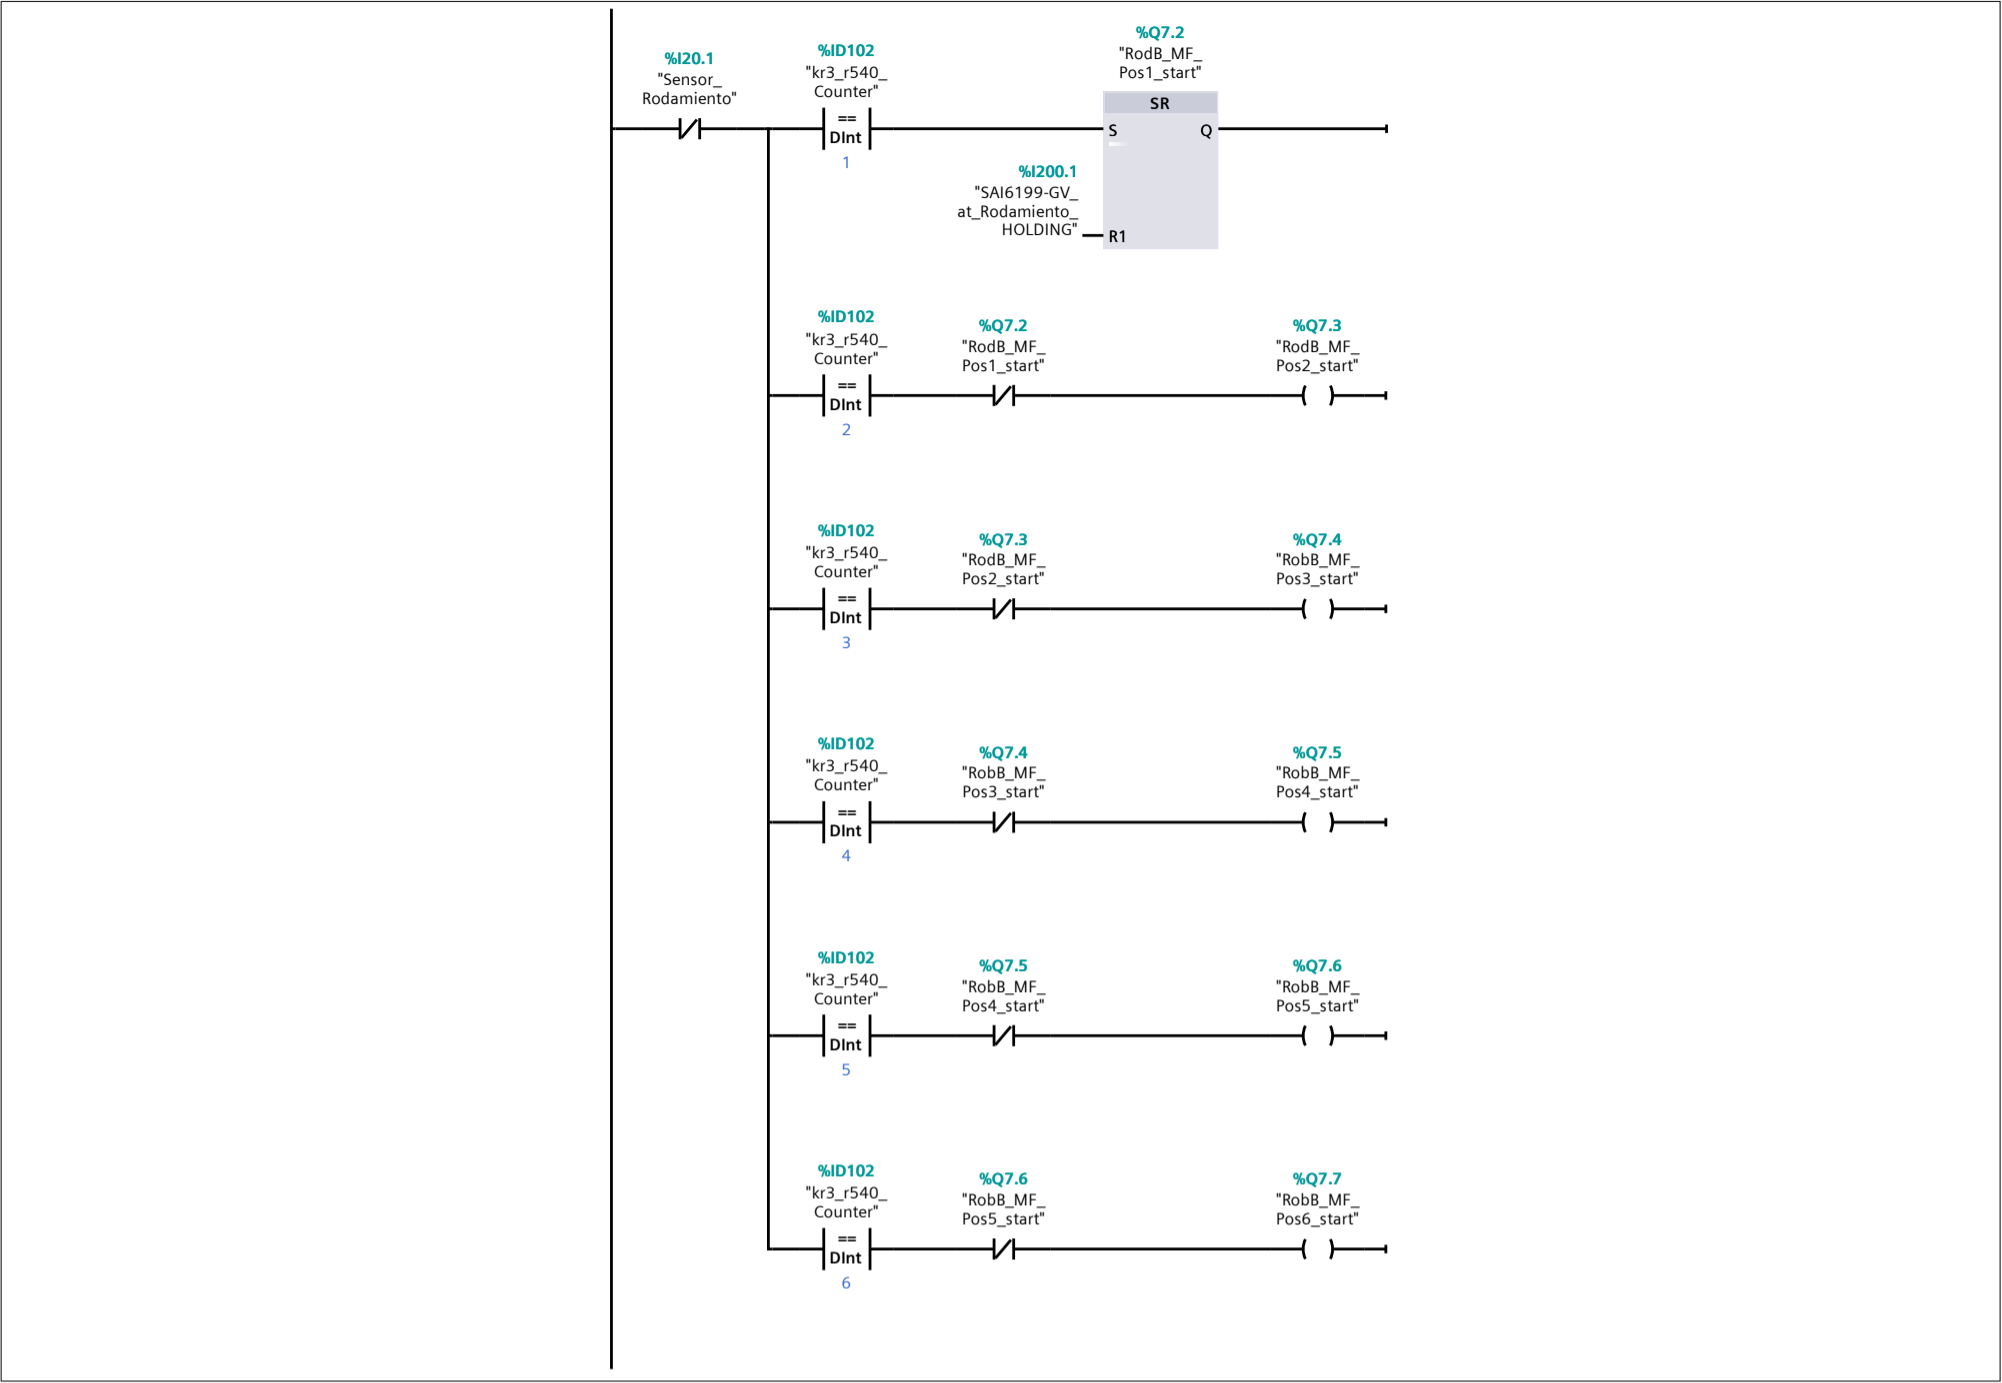 %Q7.2
"RodB_MF_
Pos1_start"
%I20.1
"Sensor_
Rodamiento"
%ID102
"kr3_r540_
Counter"
==
DInt
1
SR
S
Q
%I200.1
"SAI6199-GV_
at_Rodamiento_
HOLDING"
R1
%ID102
"kr3_r540_
Counter"
==
DInt
2
%Q7.2
"RodB_MF_
Pos1_start"
%Q7.3
"RodB_MF_
Pos2_start"
%ID102
"kr3_r540_
Counter"
==
DInt
3
%Q7.3
"RodB_MF_
Pos2_start"
%Q7.4
"RobB_MF_
Pos3_start"
%ID102
"kr3_r540_
Counter"
==
DInt
4
%Q7.4
"RobB_MF_
Pos3_start"
%Q7.5
"RobB_MF_
Pos4_start"
%ID102
"kr3_r540_
Counter"
==
DInt
5
%Q7.5
"RobB_MF_
Pos4_start"
%Q7.6
"RobB_MF_
Pos5_start"
%ID102
"kr3_r540_
Counter"
==
DInt
6
%Q7.6
"RobB_MF_
Pos5_start"
%Q7.7
"RobB_MF_
Pos6_start"